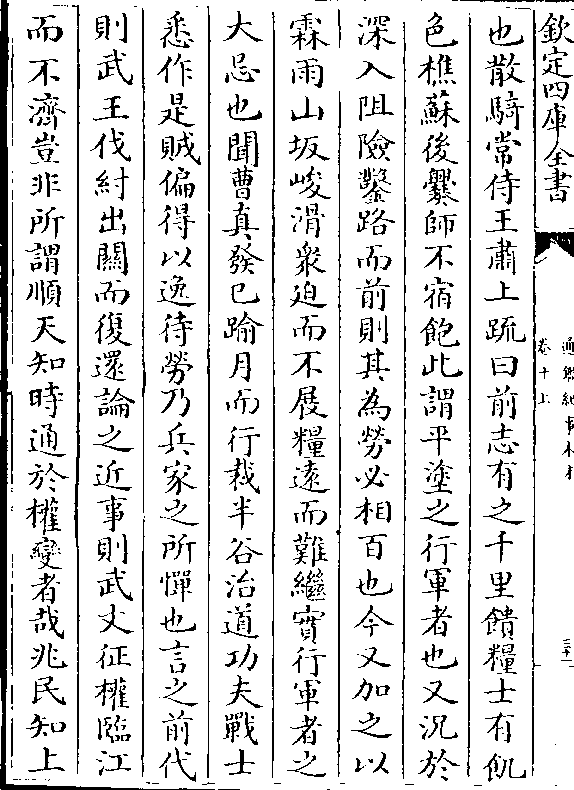 欽定四庫全書
通鑑紀事本末
卷十上
也散騎常侍王肅上疏曰前志有之千里饋糧士有飢
色樵蘇後爨師不宿飽此謂平塗之行軍者也又況於
深入阻險鑿路而前則其為勞必相百也今又加之以
霖雨山坂峻滑衆迫而不展糧遠而難繼實行軍者之
大忌也聞曹真發已踰月而行裁半谷治道功夫戰士
悉作是賊偏得以逸待勞乃兵家之所憚也言之前代
則武王伐紂出關而復還論之近事則武文征權臨江
而不濟豈非所謂順天知時通於權變者哉兆民知上